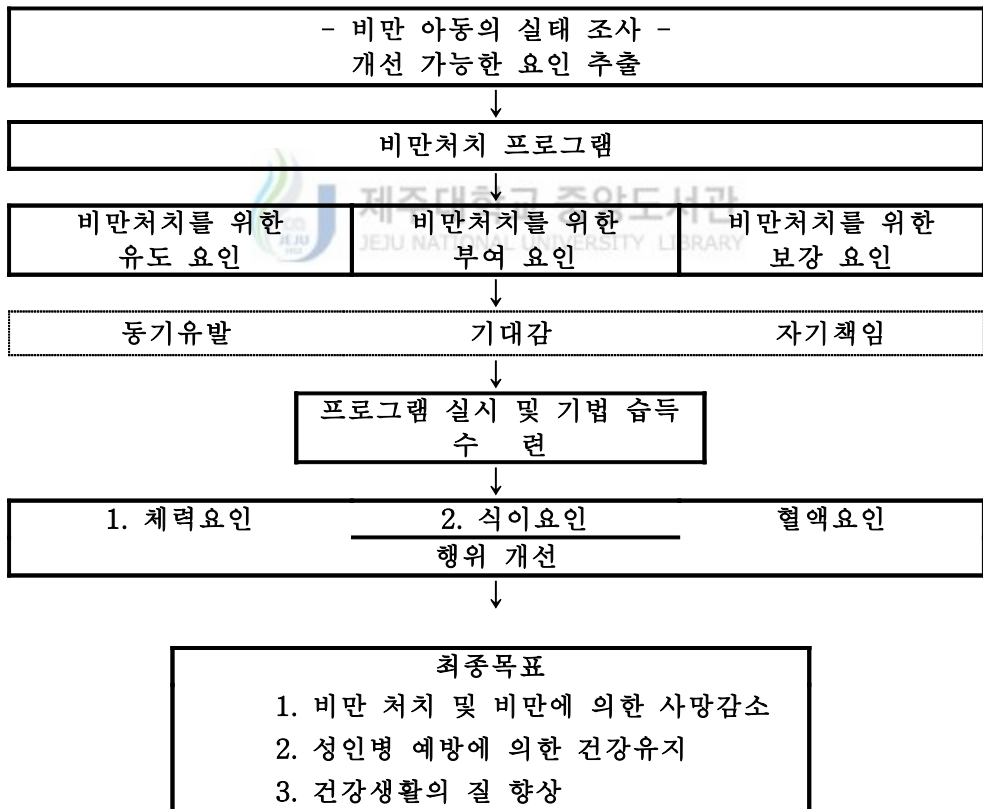 - 비만 아동의 실태 조사 -
개선 가능한 요인 추출
↓
비만처치 프로그램
↓
제주대학교 중앙도서관
JEJU NATIONAL UNIVERSITY LIBRARY
JEJU
1952
비만처치를 위한
유도 요인
비만처치를 위한
부여 요인
비만처치를 위한
보강 요인
↓
동기유발 기대감 자기책임
↓
프로그램 실시 및 기법 습득
수 련
↓
1. 체력요인 2. 식이요인 혈액요인
행위 개선
↓
최종목표
1. 비만 처치 및 비만에 의한 사망감소
2. 성인병 예방에 의한 건강유지
3. 건강생활의 질 향상